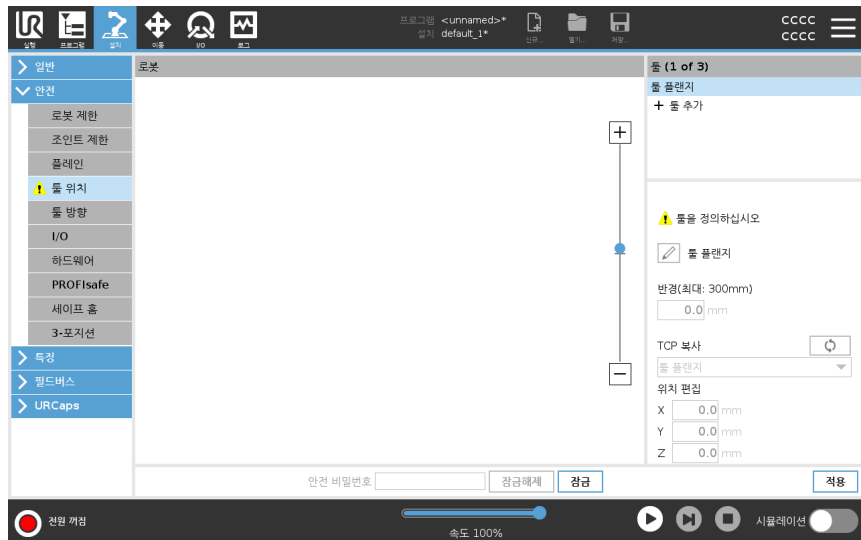 실행
프로그램
설치
이동
I/O
로그
프로그램 <unnamed>*
설치 default_1*
신규...
열기...
저장...
cccc
cccc
일반
안전
로봇 제한
조인트 제한
플레인
툴 위치
툴 방향
I/O
하드웨어
PROFIsafe
세이프 홈
3-포지션
특징
필드버스
URCaps
로봇
툴 (1 of 3)
툴 플랜지
툴 추가
툴을 정의하십시오
툴 플랜지
반경(최대: 300mm)
0.0 mm
TCP 복사
툴 플랜지
위치 편집
X 0.0 mm
Y 0.0 mm
Z 0.0 mm
안전 비밀번호
잠금해제
잠금
적용
전원 꺼짐
속도 100%
시뮬레이션